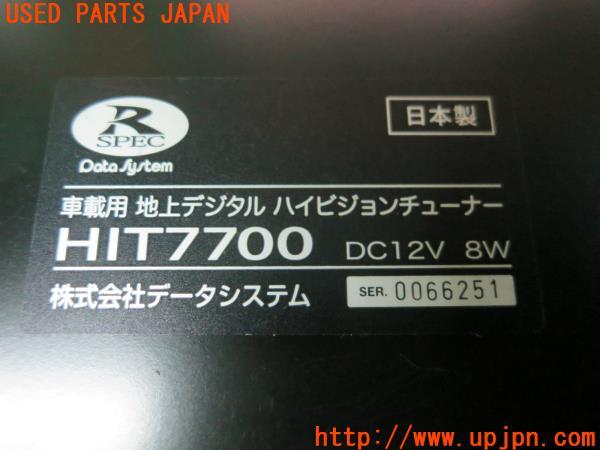 USED PARTS JAPAN
R
SPEC
Data System
日本製
車載用 地上デジタル ハイビジョンチューナー
HIT7700 DC12V 8W
株式会社データシステム SER. 0066251
http://www.upjpn.com